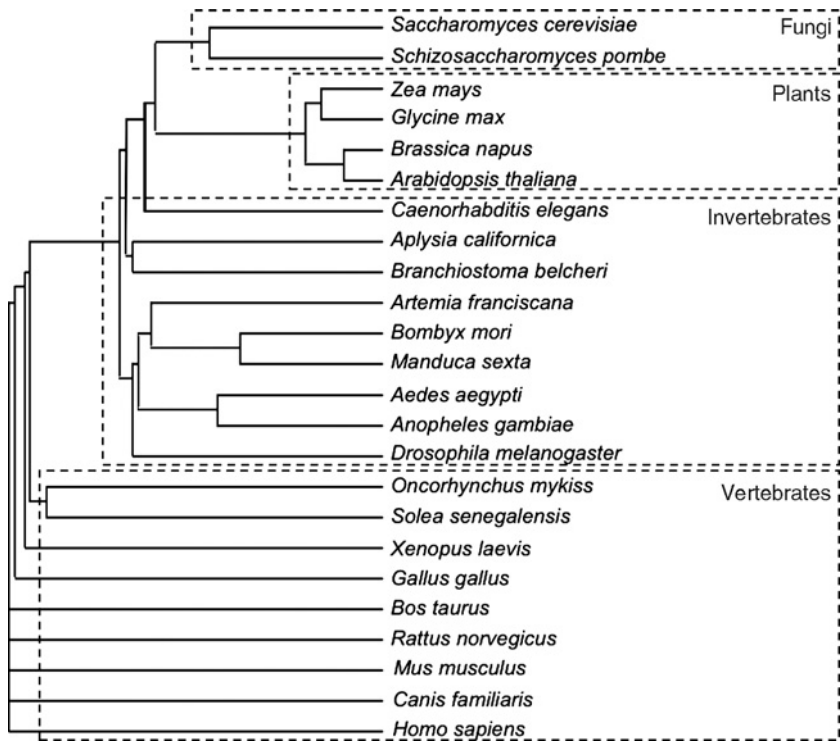 Saccharomyces cerevisiae
Fungi
Schizosaccharomyces pombe
Zea mays
Plants
Glycine max
Brassica napus
Arabidopsis thaliana
Caenorhabditis elegans
Invertebrates
Aplysia californica
Branchiostoma belcheri
Artemia franciscana
Bombyx mori
Manduca sexta
Aedes aegypti
Anopheles gambiae
Drosophila melanogaster
Oncorhynchus mykiss
Vertebrates
Solea senegalensis
Xenopus laevis
Gallus gallus
Bos taurus
Rattus norvegicus
Mus musculus
Canis familiaris
Homo sapiens